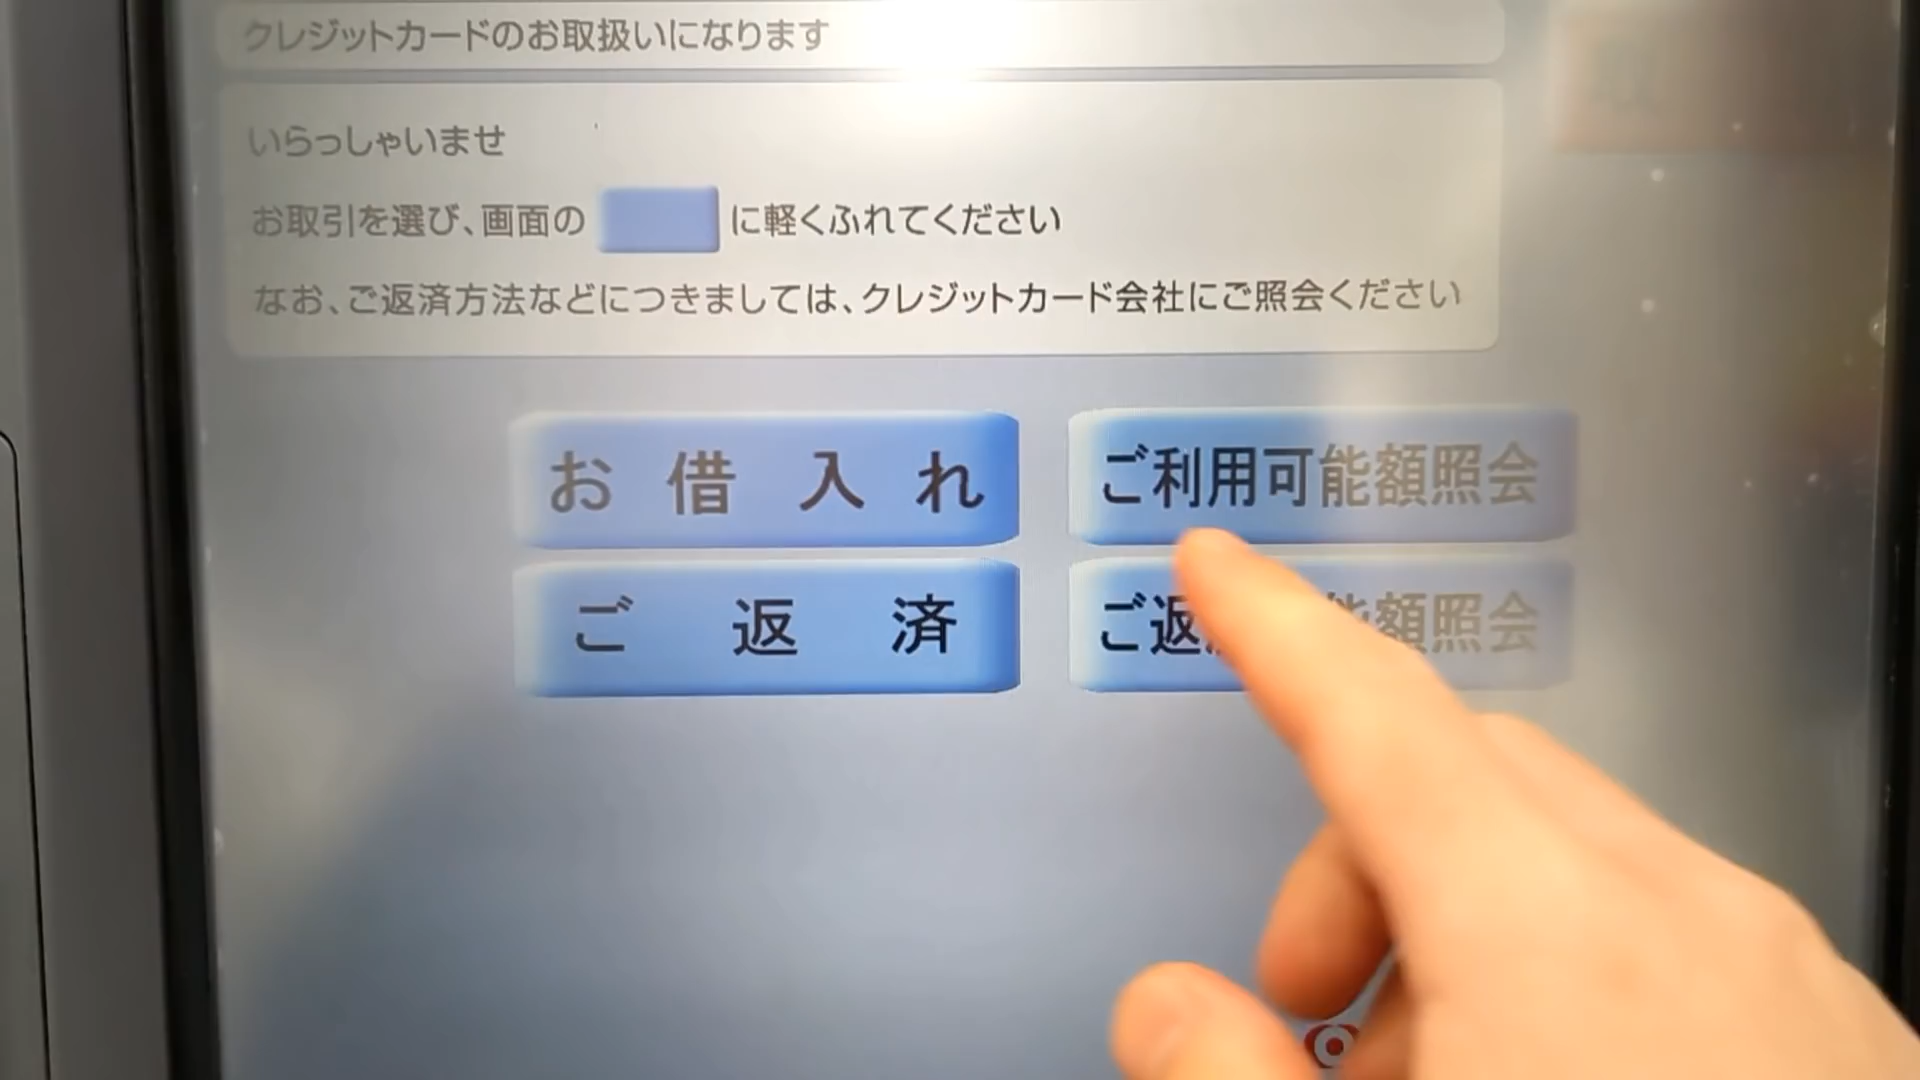 クレジットカードのお取扱いになります
いらっしゃいませ
お取引を選び、画面の に軽くふれてください
なお、ご返済方法などにつきましては、クレジットカード会社にご照会ください
お借入れ
ご利用可能額照会
ご返済
ご返 能額照会